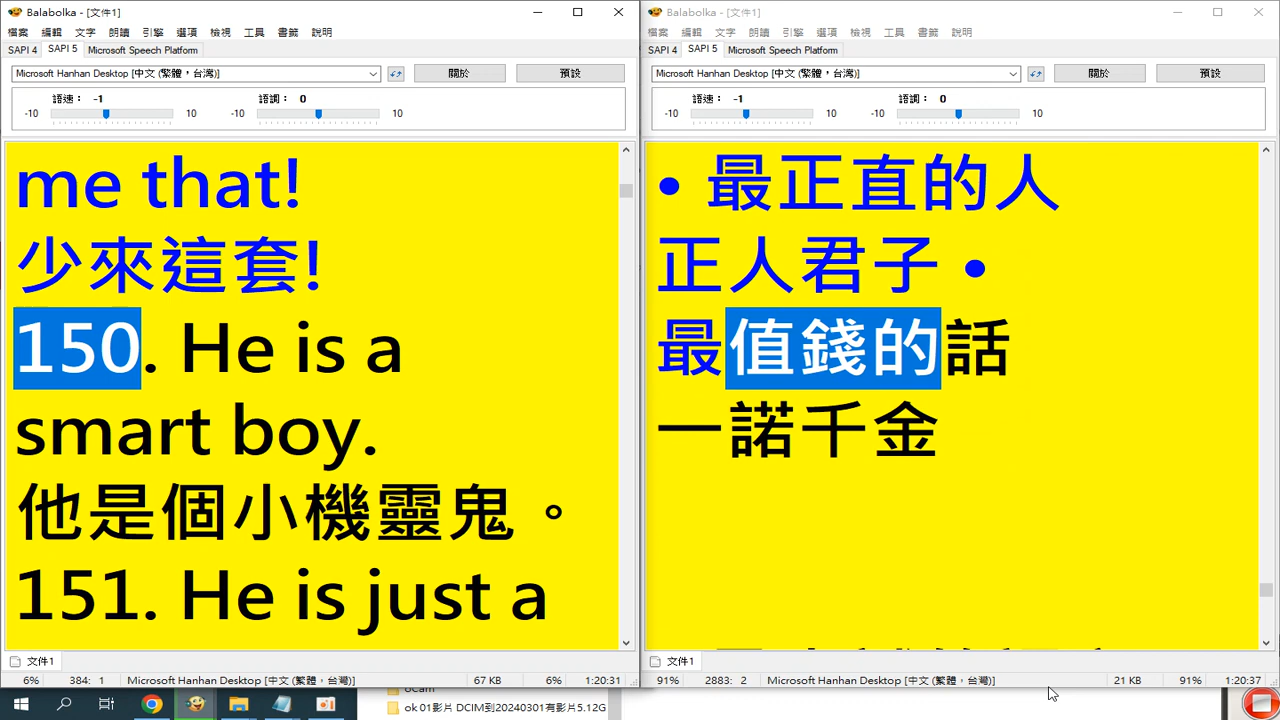 Balabolka - [文件1]
檔案 編輯 文字 朗讀 引擎 選項 檢視 工具 書籤 說明
SAPI 4 SAPI 5 Microsoft Speech Platform
Microsoft Hanhan Desktop [中文 (繁體，台灣)]
關於 預設
語速： -1 語調： 0
-10 10 -10 10
me that!
少來這套!
150. He is a
smart boy.
他是個小機靈鬼。
151. He is just a
文件1
6% 384: 1 Microsoft Hanhan Desktop [中文 (繁體，台灣)] 67 KB 6% 1:20:31
Balabolka - [文件1]
檔案 編輯 文字 朗讀 引擎 選項 檢視 工具 書籤 說明
SAPI 4 SAPI 5 Microsoft Speech Platform
Microsoft Hanhan Desktop [中文 (繁體，台灣)]
關於 預設
語速： -1 語調： 0
-10 10 -10 10
• 最正直的人
正人君子 •
最值錢的話
一諾千金
文件1
91% 2883: 2 Microsoft Hanhan Desktop [中文 (繁體，台灣)] 21 KB 91% 1:20:37
oCam
ok 01影片 DCIM到20240301有影片5.12G